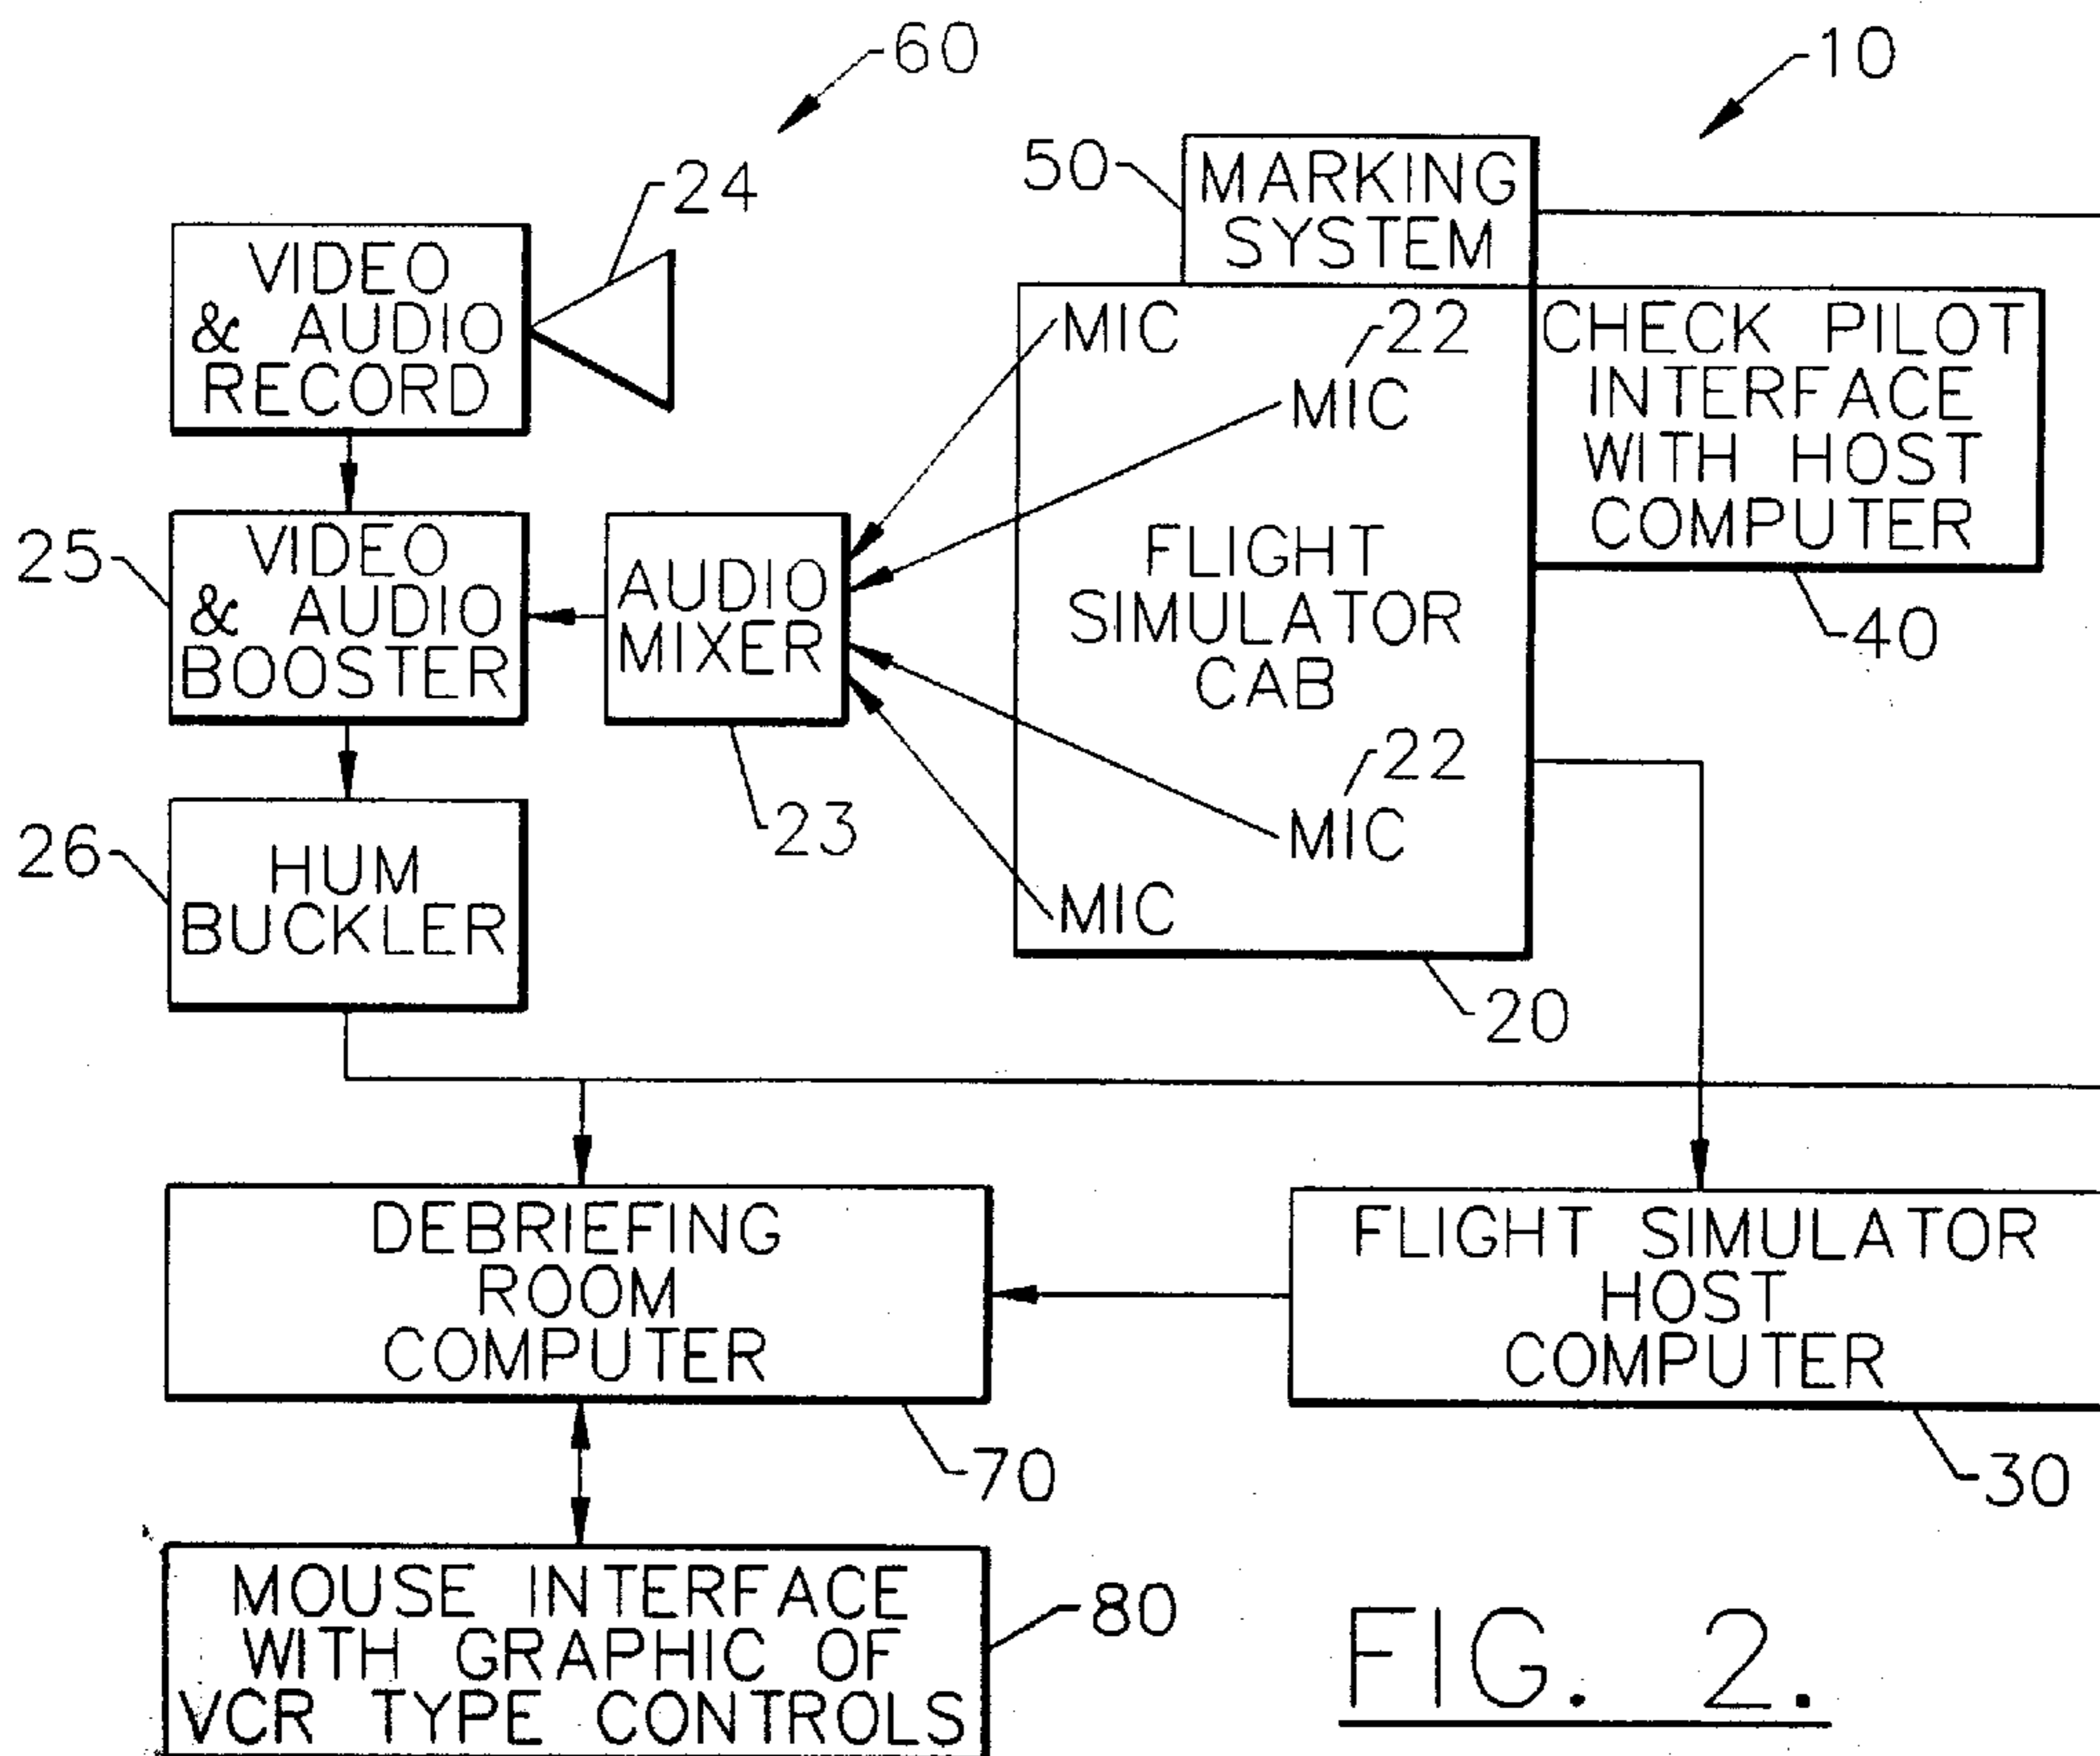 60
10
24
50
MARKING
SYSTEM
VIDEO
& AUDIO
RECORD
MIC
22
MIC
CHECK PILOT
INTERFACE
WITH HOST
COMPUTER
40
25
VIDEO
& AUDIO
BOOSTER
AUDIO
MIXER
23
FLIGHT
SIMULATOR
CAB
22
MIC
MIC
20
26
HUM
BUCKLER
DEBRIEFING
ROOM
COMPUTER
70
FLIGHT SIMULATOR
HOST
COMPUTER
30
MOUSE INTERFACE
WITH GRAPHIC OF
VCR TYPE CONTROLS
80
FIG. 2.